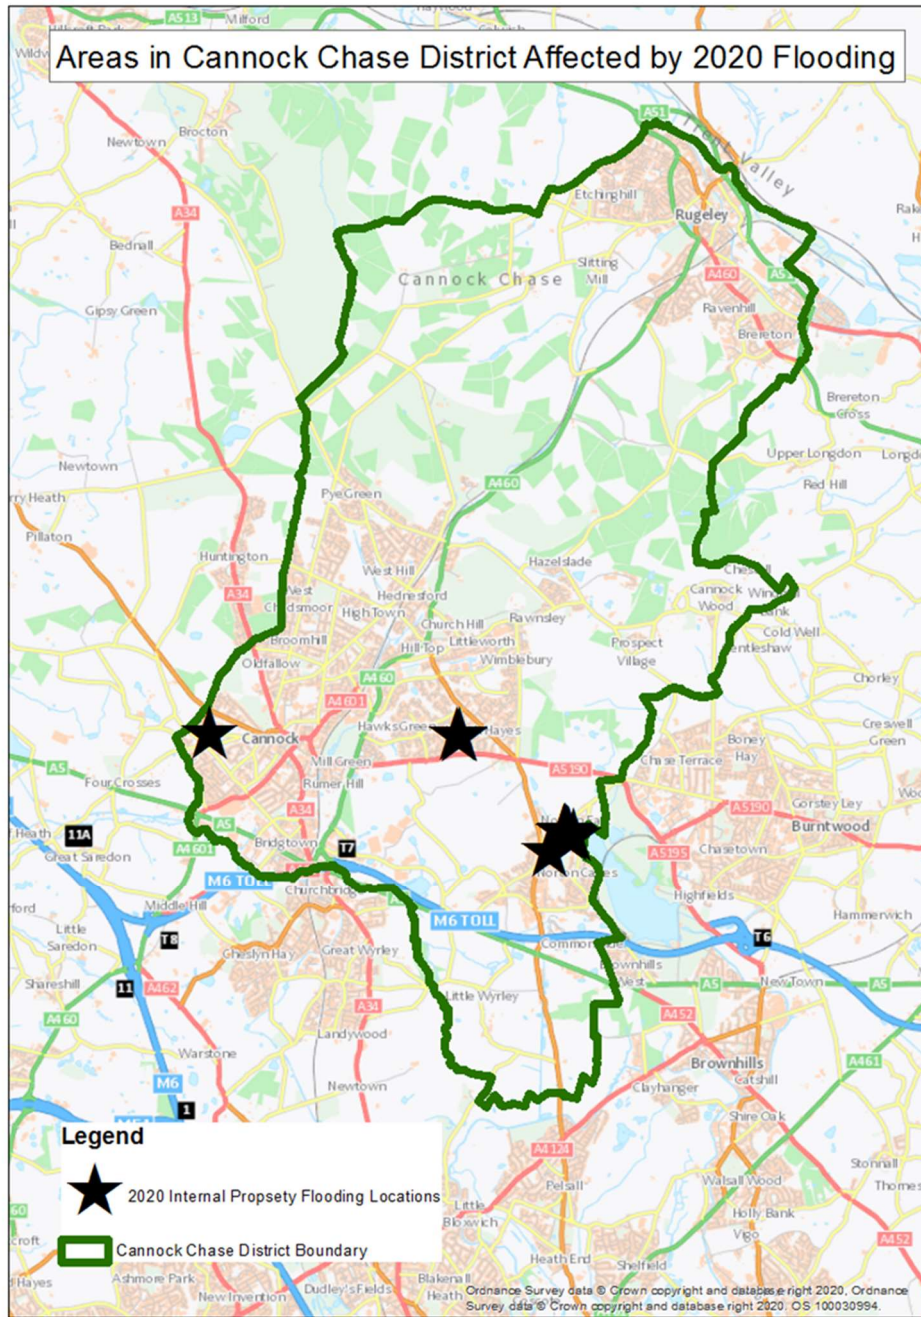 A513
Milford
Areas in Cannock Chase District Affected by 2020 Flooding
Brocton
A51
Trent Valley
Newtown
Etchinghill
Rugeley
A34
Bednall
Cannock Chase
Slitting
Mill
A460
A51
Gipsy Green
Ravenhill
Brereton
Brereton
Cross
Newtown
Upper Longdon
Red Hill
A460
Pye Green
Pillaton
Huntington
West Hill
Hazelslade
A34
West
Chadsmoor
Hednesford
Cannock
Wood
High Town
Church Hill
Rawnsley
Broomhill
Hill Top
Littleworth
Prospect
Village
Cold Well
Oldfallow
Wimblebury
A460
Chorley
A4601
Cannock
Hawks Green
Hayes
Creswell
Green
Boney
Hay
A5
Mill Green
A5190
Chase Terrace
Four Crosses
Rumer Hill
A34
A5190
Gorstey Ley
11A
A5
Burntwood
Great Saredon
A4601
Bridgtown
T7
A5195
Chasetown
M6 TOLL
Churchbridge
Norton Canes
Highfields
Middle Hill
M6 TOLL
Hammerwich
Little
Saredon
T8
Cheslyn Hay
Great Wyrley
T6
Shareshill
11
A462
Brownhills
West
A5
New Town
A5
Little Wyrley
A460
A34
A452
Landywood
Warstone
Brownhills
A461
M6
Newtown
Clayhanger
Catshill
1
Shire Oak
Legend
A4124
Stonnall
2020 Internal Propsety Flooding Locations
Pelsall
Walsall Wood
Little
Bloxwich
Holly Bank
Vigo
Cannock Chase District Boundary
A452
Heath End
Shelfield
Ashmore Park
New Invention
Dudley's Fields
Blakenall
Heath
Ordnance Survey data © Crown copyright and database right 2020, Ordnance
Survey data © Crown copyright and database right 2020. OS 100030994.